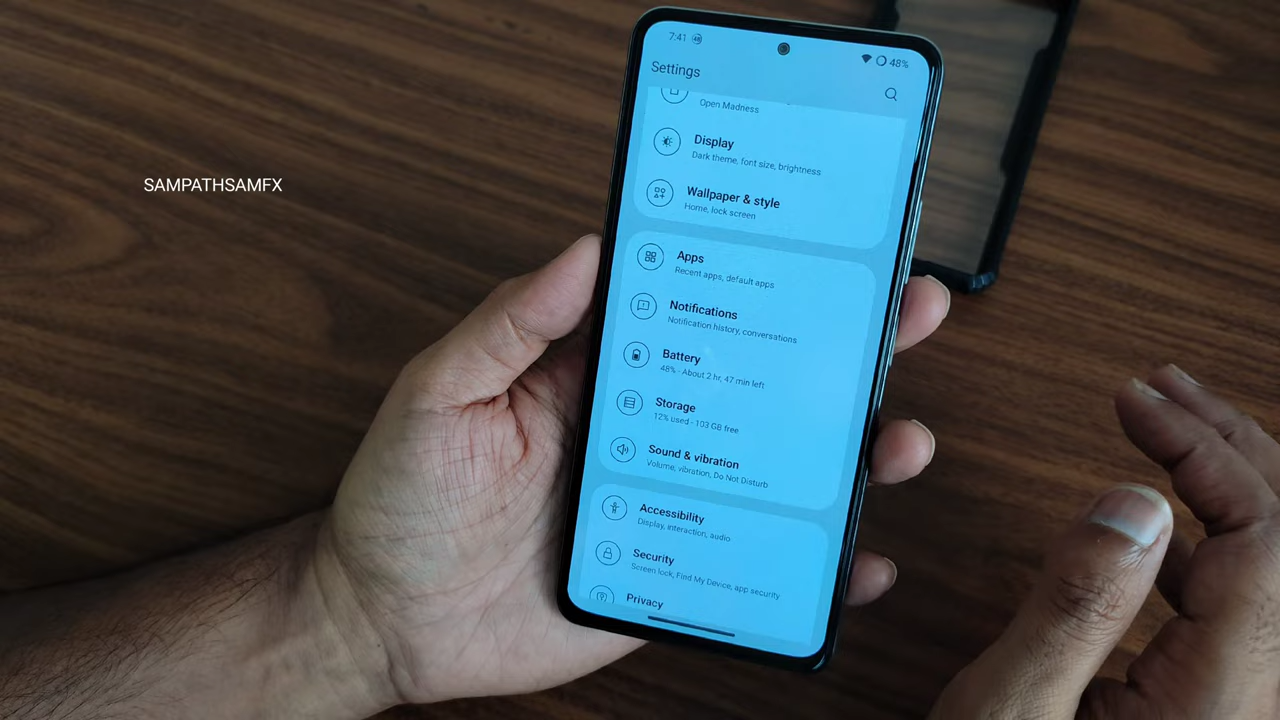 7:41
48%
Settings
Open Madness
Display
Dark theme, font size, brightness
Wallpaper & style
Home, lock screen
SAMPATHSAMFX
Apps
Recent apps, default apps
Notifications
Notification history, conversations
Battery
48% - About 2 hr, 47 min left
Storage
12% used - 103 GB free
Sound & vibration
Volume, vibration, Do Not Disturb
Accessibility
Display, interaction, audio
Security
Screen lock, Find My Device, app security
Privacy